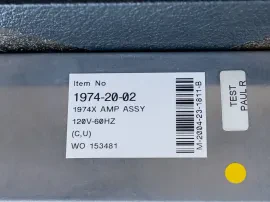 Item No
1974-20-02
1974X AMP ASSY
120V-60HZ
(C,U)
WO 153481
M-2004-23-1811-B
TEST
PAUL R